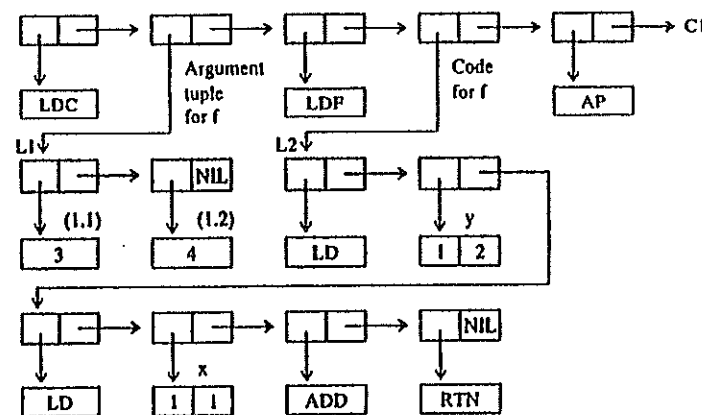 C1
Argument
tuple
for f
Code
for f
LDC
LDF
AP
L1
L2
NIL
(1,1)
(1,2)
y
3
4
LD
1 2
NIL
x
LD
1 1
ADD
RTN